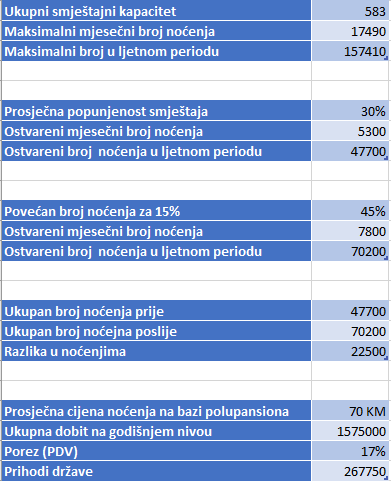 Ukupni smještajni kapacitet 583
Maksimalni mjesečni broj noćenja 17490
Maksimalni broj u ljetnom periodu 157410
Prosječna popunjenost smještaja 30%
Ostvareni mjesečni broj noćenja 5300
Ostvareni broj noćenja u ljetnom periodu 47700
Povećan broj noćenja za 15% 45%
Ostvareni mjesečni broj noćenja 7800
Ostvareni broj noćenja u ljetnom periodu 70200
Ukupan broj noćenja prije 47700
Ukupan broj noćejna poslije 70200
Razlika u noćenjima 22500
Prosječna cijena noćenja na bazi polupansiona 70 KM
Ukupna dobit na godišnjem nivou 1575000
Porez (PDV) 17%
Prihodi države 267750